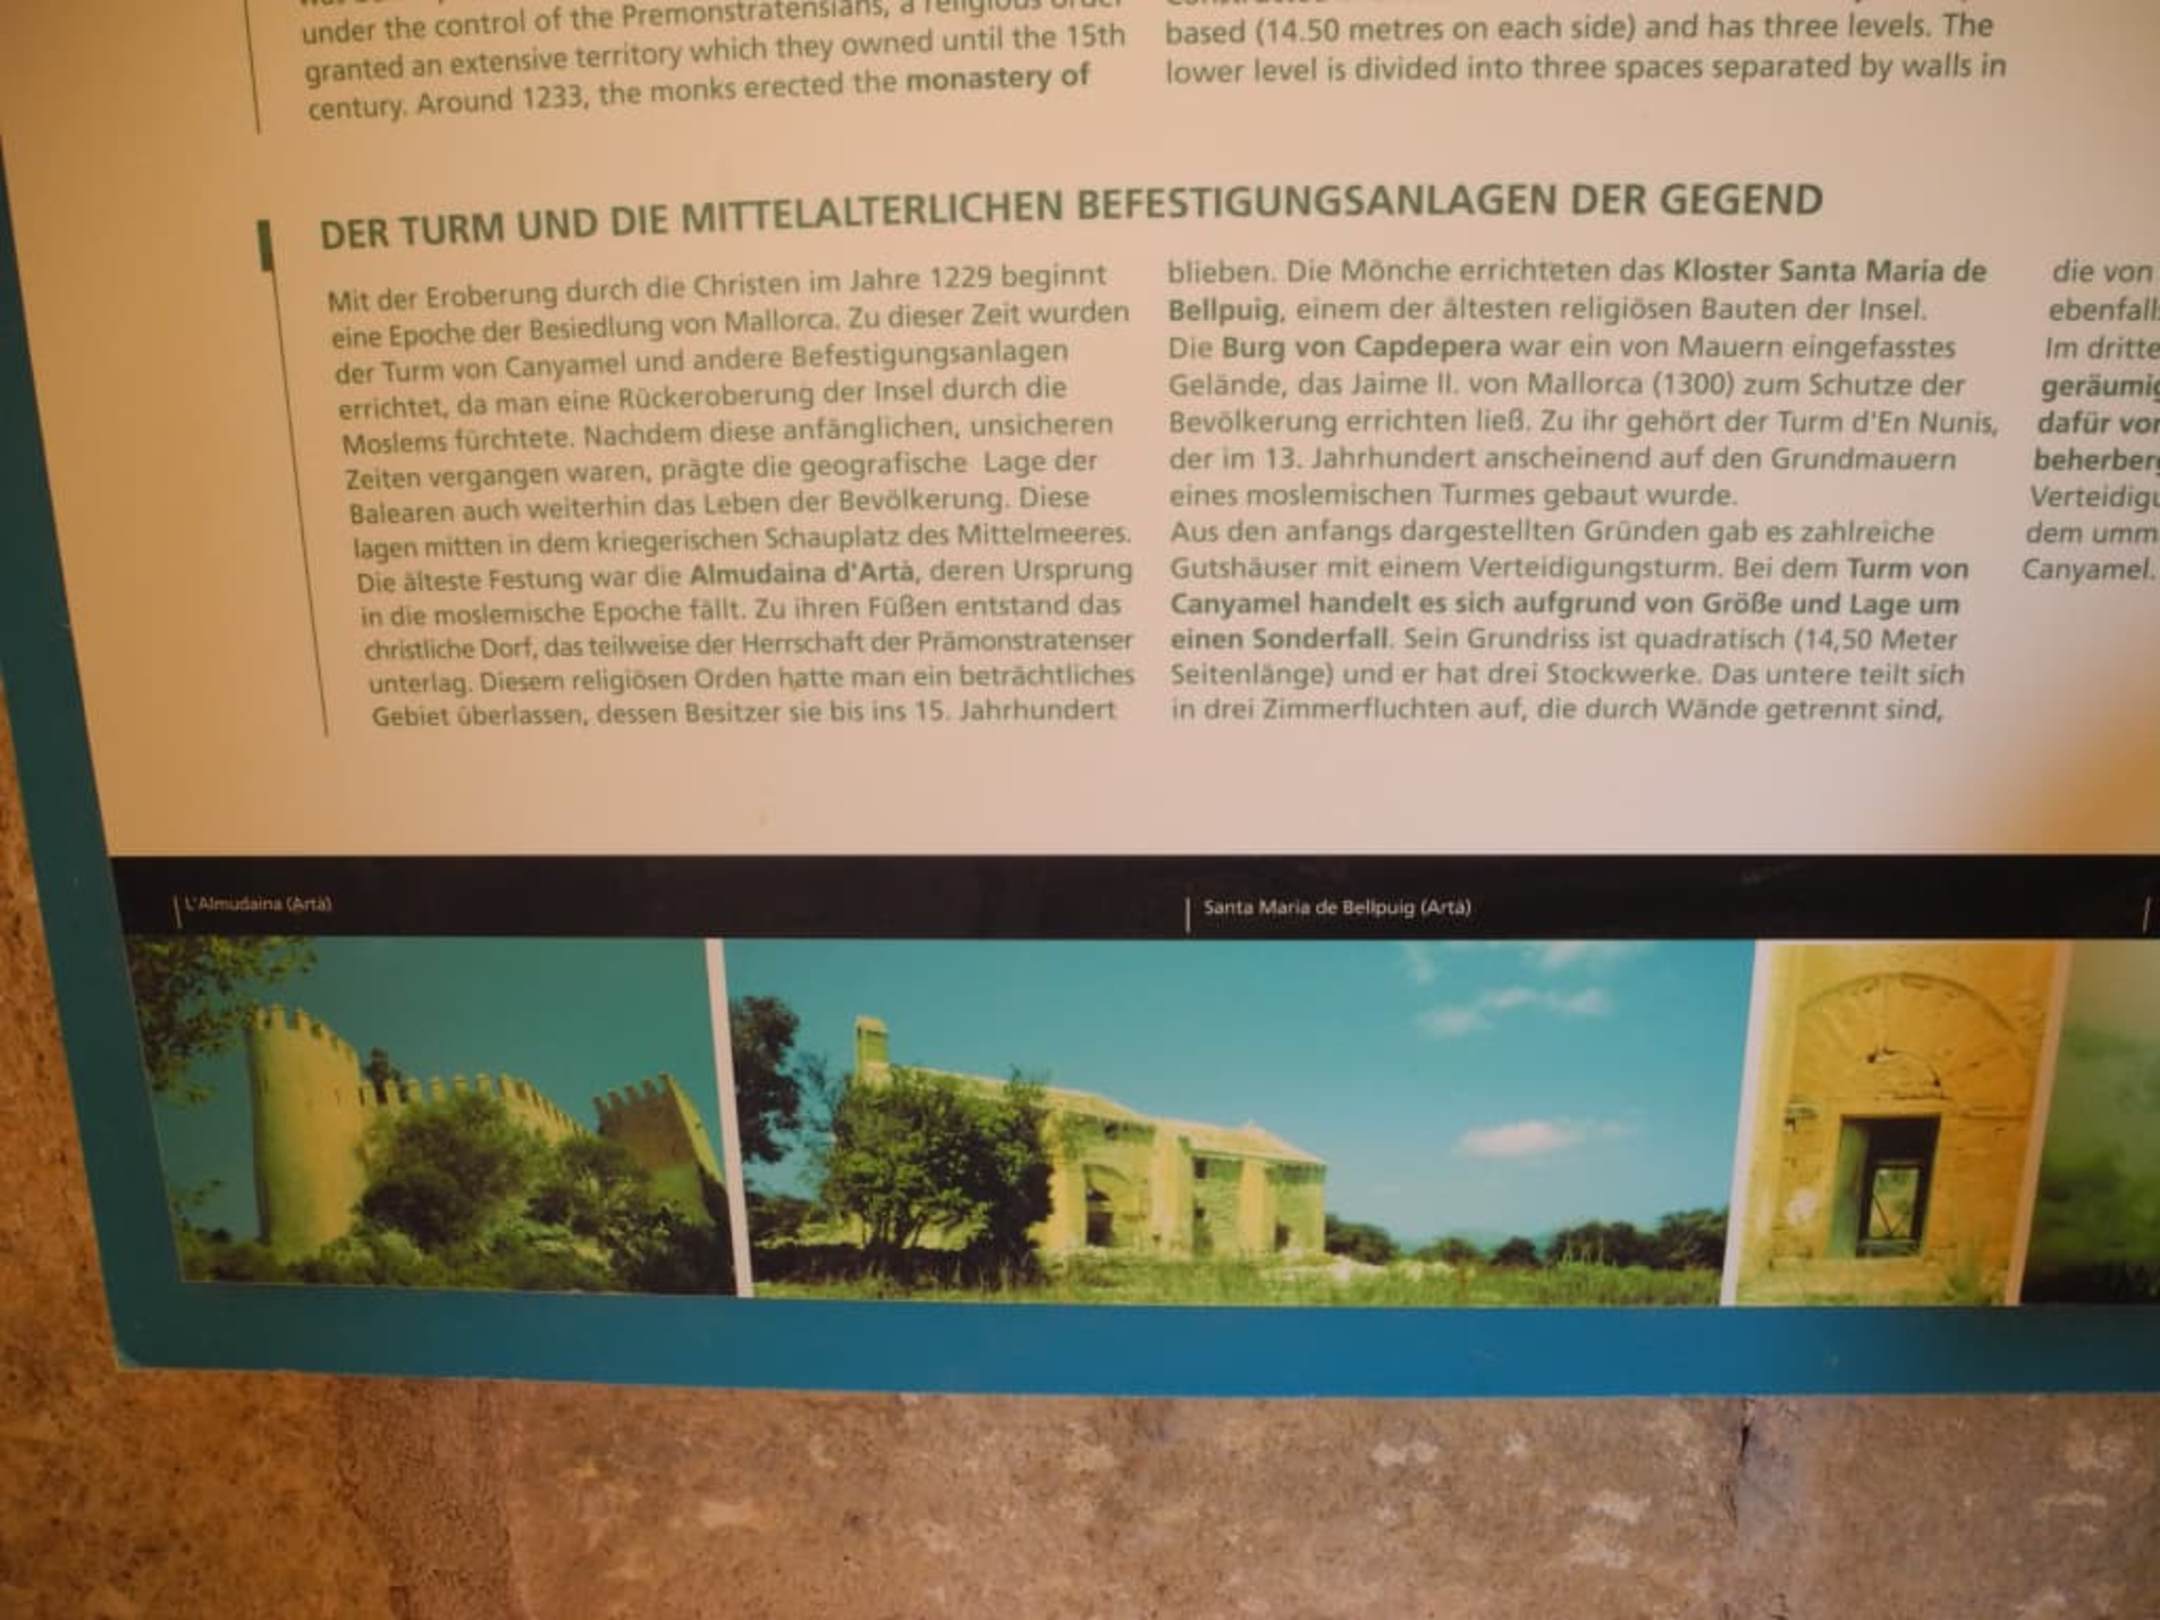 under the control of the Premonstratensians, a religious
granted an extensive territory which they owned until the 15th
century. Around 1233, the monks erected the monastery of
based (14.50 metres on each side) and has three levels. The
lower level is divided into three spaces separated by walls in
DER TURM UND DIE MITTELALTERLICHEN BEFESTIGUNGSANLAGEN DER GEGEND
Mit der Eroberung durch die Christen im Jahre 1229 beginnt
eine Epoche der Besiedlung von Mallorca. Zu dieser Zeit wurden
der Turm von Canyamel und andere Befestigungsanlagen
errichtet, da man eine Rückeroberung der Insel durch die
Moslems fürchtete. Nachdem diese anfänglichen, unsicheren
Zeiten vergangen waren, prägte die geografische Lage der
Balearen auch weiterhin das Leben der Bevölkerung. Diese
lagen mitten in dem kriegerischen Schauplatz des Mittelmeeres.
Die älteste Festung war die Almudaina d'Artà, deren Ursprung
in die moslemische Epoche fällt. Zu ihren Füßen entstand das
christliche Dorf, das teilweise der Herrschaft der Prämonstratenser
unterlag. Diesem religiösen Orden hatte man ein beträchtliches
Gebiet überlassen, dessen Besitzer sie bis ins 15. Jahrhundert
blieben. Die Mönche errichteten das Kloster Santa Maria de
Bellpuig, einem der ältesten religiösen Bauten der Insel.
Die Burg von Capdepera war ein von Mauern eingefasstes
Gelände, das Jaime II. von Mallorca (1300) zum Schutze der
Bevölkerung errichten ließ. Zu ihr gehört der Turm d'En Nunis,
der im 13. Jahrhundert anscheinend auf den Grundmauern
eines moslemischen Turmes gebaut wurde.
Aus den anfangs dargestellten Gründen gab es zahlreiche
Gutshäuser mit einem Verteidigungsturm. Bei dem Turm von
Canyamel handelt es sich aufgrund von Größe und Lage um
einen Sonderfall. Sein Grundriss ist quadratisch (14,50 Meter
Seitenlänge) und er hat drei Stockwerke. Das untere teilt sich
in drei Zimmerfluchten auf, die durch Wände getrennt sind,
die von
ebenfall
Im dritte
geräumig
dafür vor
beherberg
Verteidigu
dem umm
Canyamel.
L'Almudaina (Artà)
Santa Maria de Bellpuig (Artà)